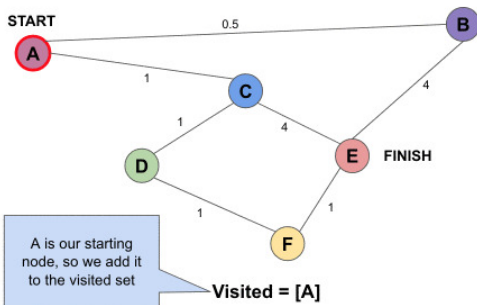 START
0.5
B
A
1
C
1
4
4
D
E
FINISH
1
1
F
A is our starting
node, so we add it
to the visited set
Visited = [A]